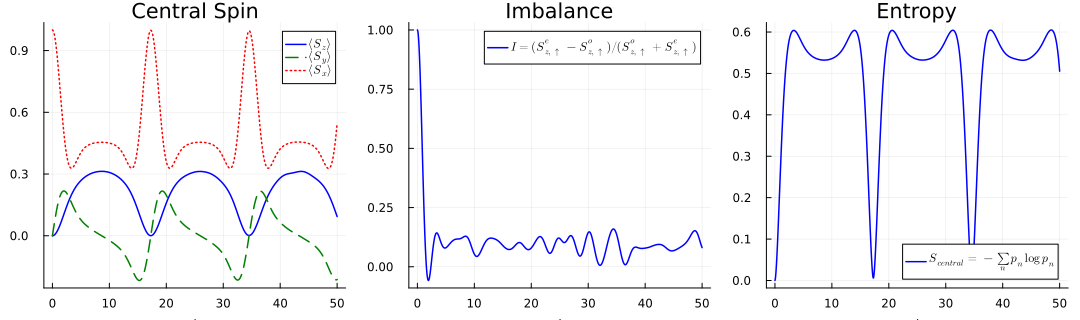 Central Spin
0.9
0.6
0.3
0.0
0 10 20 30 40 50
⟨S_z⟩
⟨S_y⟩
⟨S_x⟩
Imbalance
1.00
0.75
0.50
0.25
0.00
0 10 20 30 40 50
I = (S^e_{z,↑} − S^o_{z,↑})/(S^o_{z,↑} + S^e_{z,↑})
Entropy
0.6
0.5
0.4
0.3
0.2
0.1
0.0
0 10 20 30 40 50
S_{central} = − ∑_n p_n log p_n